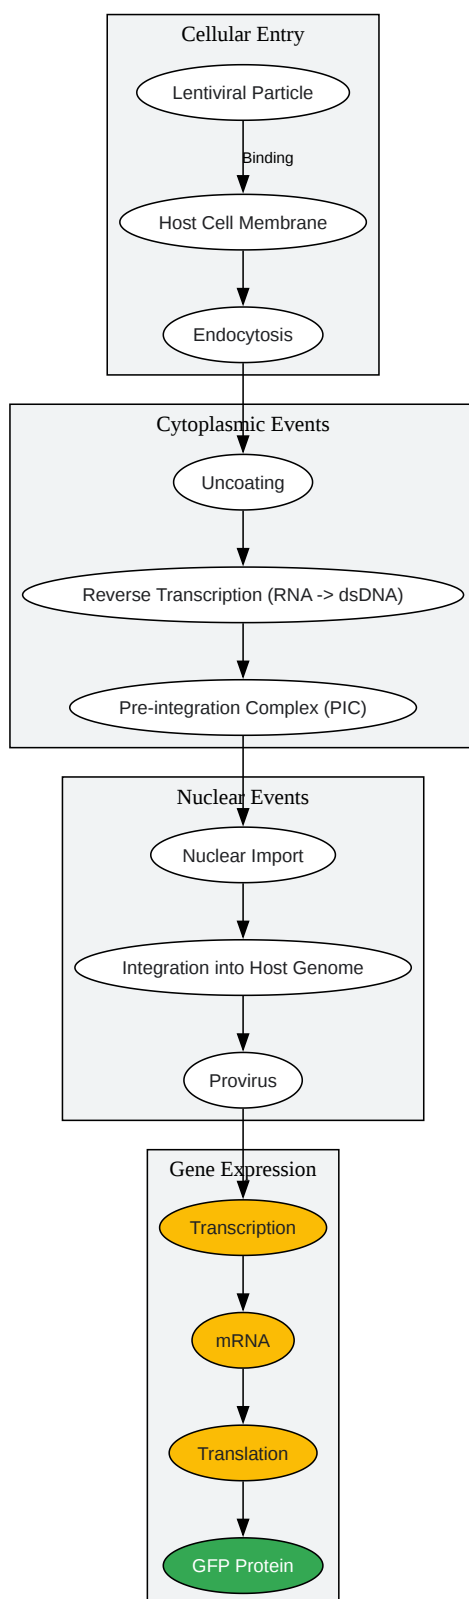 Cellular Entry
Lentiviral Particle
Binding
Host Cell Membrane
Endocytosis
Cytoplasmic Events
Uncoating
Reverse Transcription (RNA -> dsDNA)
Pre-integration Complex (PIC)
Nuclear Events
Nuclear Import
Integration into Host Genome
Provirus
Gene Expression
Transcription
mRNA
Translation
GFP Protein